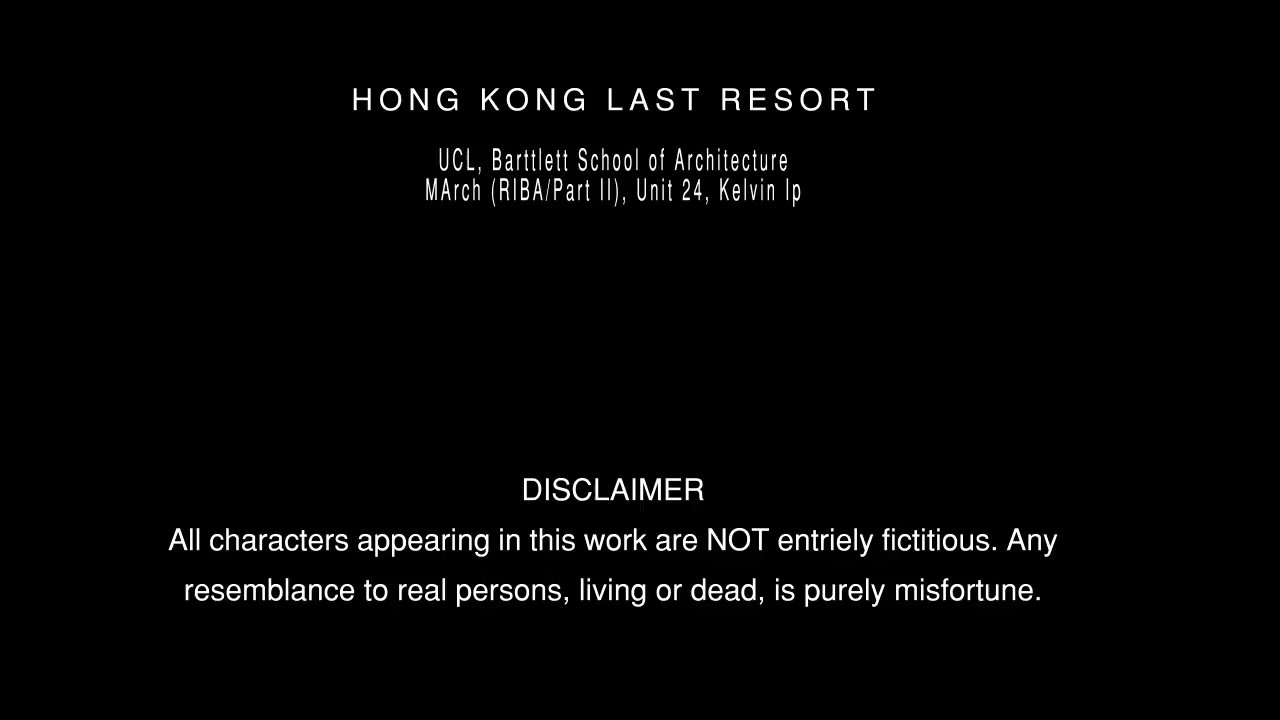 HONG KONG LAST RESORT
UCL, Barttlett School of Architecture
MArch (RIBA/Part II), Unit 24, Kelvin Ip
DISCLAIMER
All characters appearing in this work are NOT entriely fictitious. Any
resemblance to real persons, living or dead, is purely misfortune.